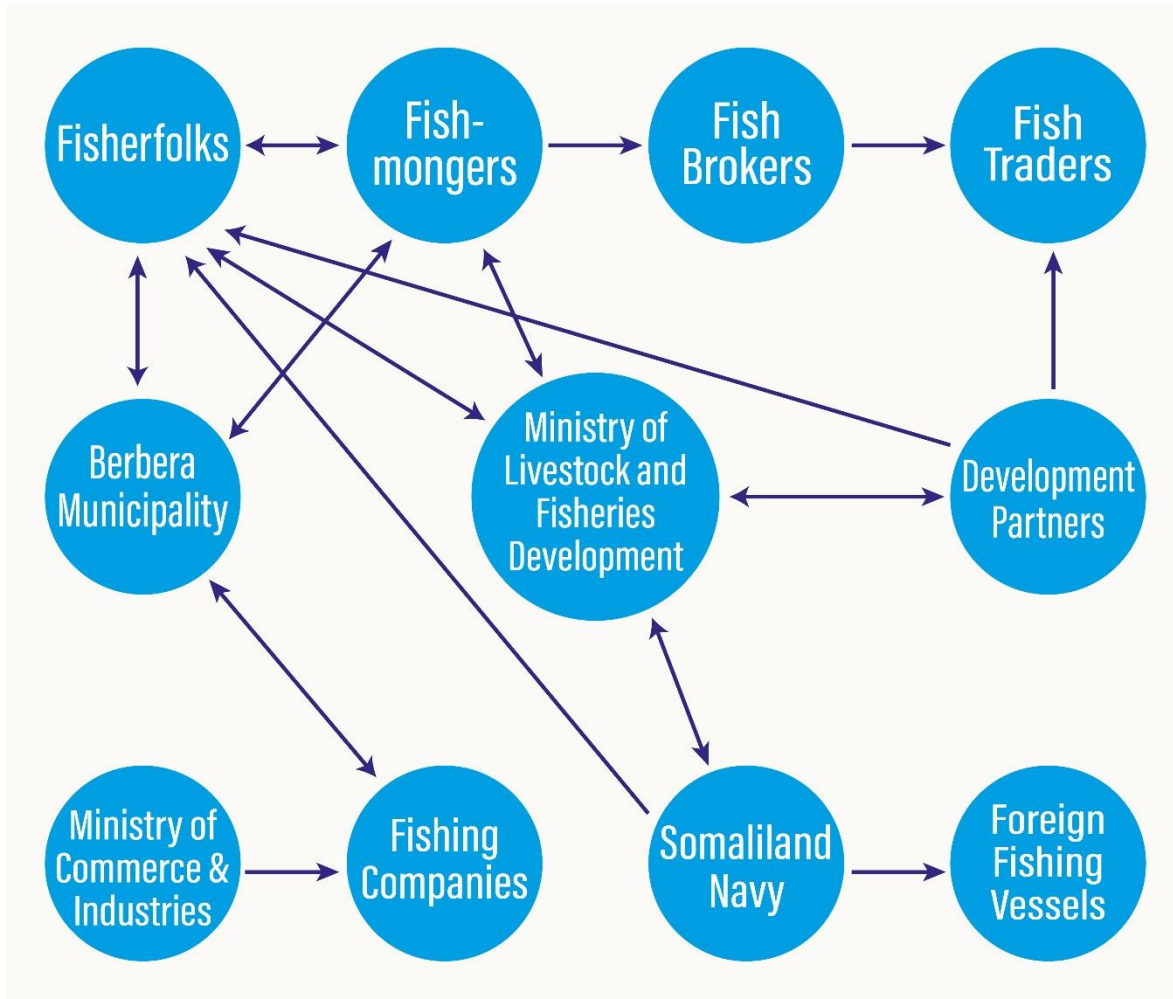 Fisherfolks
Fish-
mongers
Fish
Brokers
Fish
Traders
Berbera
Municipality
Ministry of
Livestock and
Fisheries
Development
Development
Partners
Ministry of
Commerce &
Industries
Fishing
Companies
Somaliland
Navy
Foreign
Fishing
Vessels